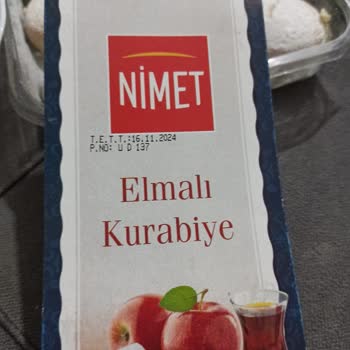 NİMET
T.E.T.T.:16.11.2024
P.NO: U D 137
Elmalı
Kurabiye